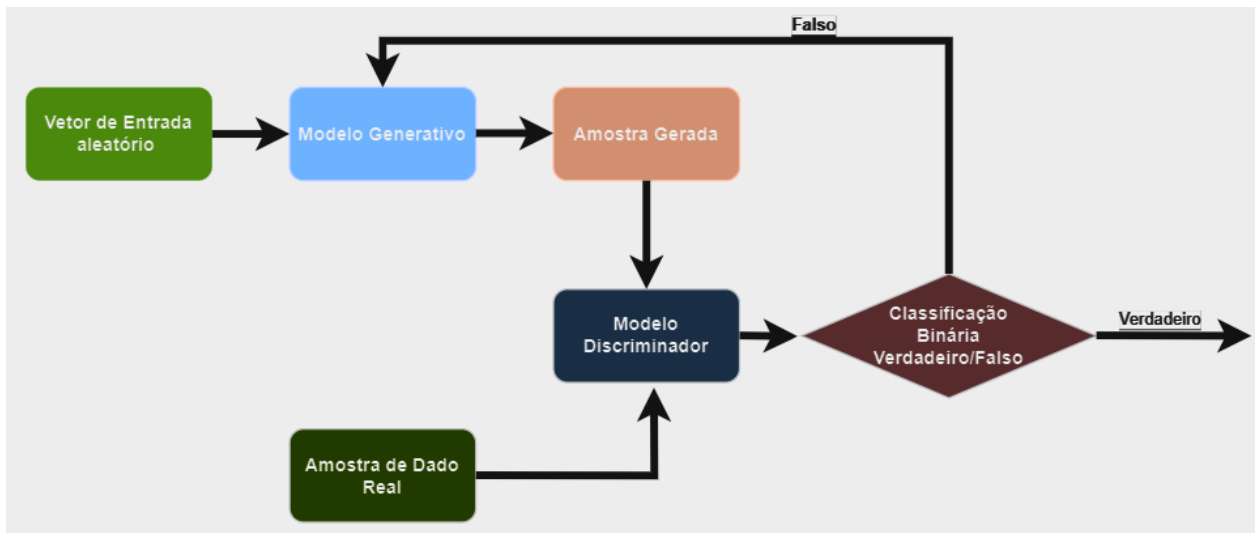 Falso
Vetor de Entrada
aleatório
Modelo Generativo
Amostra Gerada
Modelo
Discriminador
Classificação
Binária
Verdadeiro/Falso
Verdadeiro
Amostra de Dado
Real